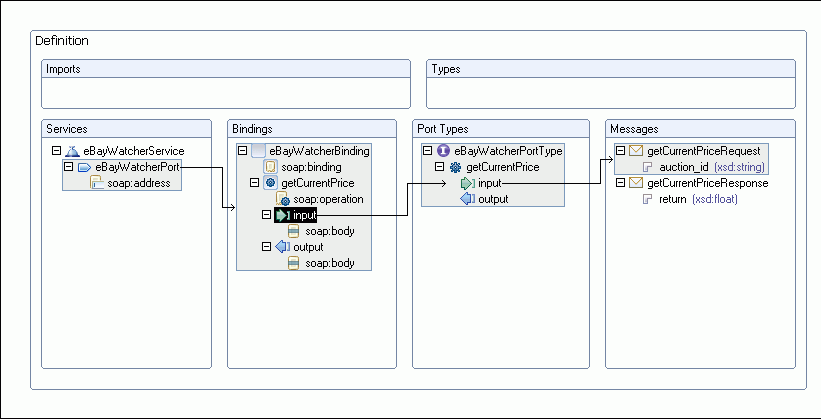 Definition
Imports
Types
Services
eBayWatcherService
eBayWatcherPort
soap:address
Bindings
eBayWatcherBinding
soap:binding
getCurrentPrice
soap:operation
input
soap:body
output
soap:body
Port Types
eBayWatcherPortType
getCurrentPrice
input
output
Messages
getCurrentPriceRequest
auction_id (xsd:string)
getCurrentPriceResponse
return (xsd:float)